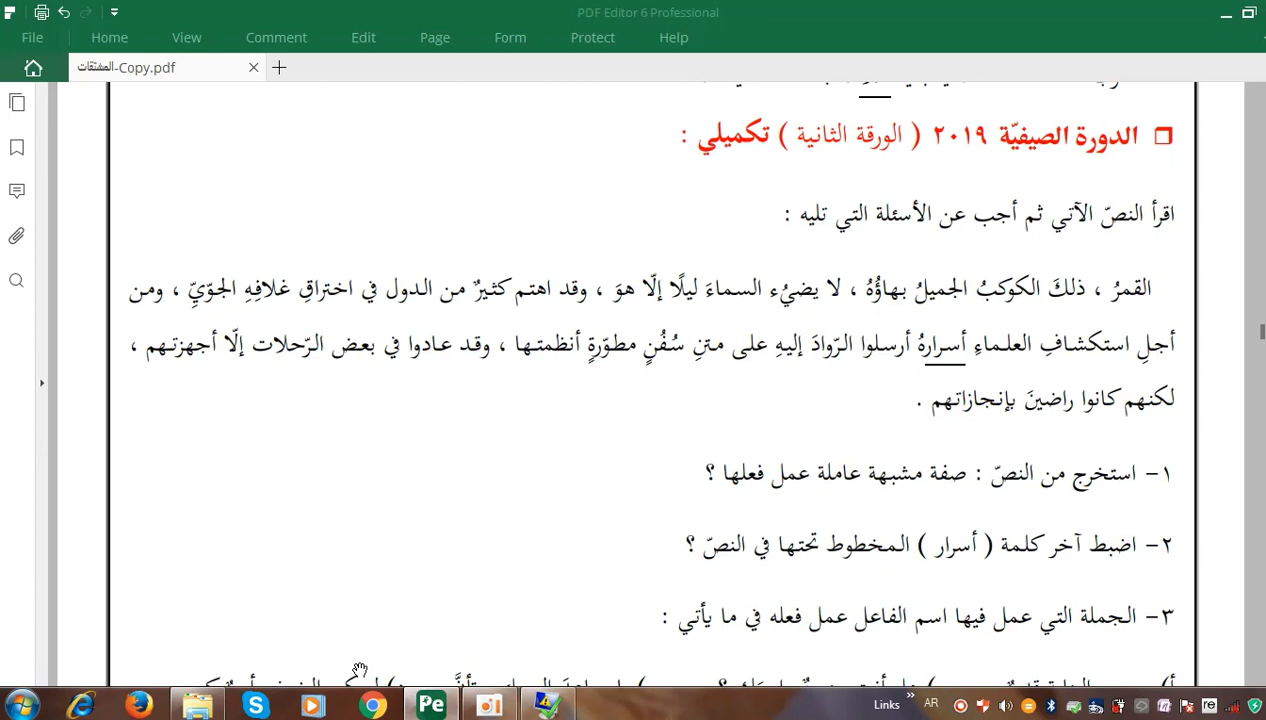 PDF Editor 6 Professional
File Home View Comment Edit Page Form Protect Help
المشتقات-Copy.pdf
الدورة الصيفيّة ٢٠١٩ ( الورقة الثانية ) تكميلي :
اقرأ النصّ الآتي ثم أجب عن الأسئلة التي تليه :
القمرُ ، ذلكَ الكوكبُ الجميلُ بهاؤُهُ ، لا يضيُء السماءَ ليلًا إلّا هوَ ، وقد اهتم كثيرٌ من الدول في اختراقِ غلافِهِ الجوّيِّ ، ومن
أجلِ استكشافِ العلماءِ أسرارهُ أرسلوا الرّوادَ إليهِ على متنِ سُفُنٍ مطوّرةٍ أنظمتها ، وقد عادوا في بعض الرّحلات إلّا أجهزتهم ،
لكنهم كانوا راضينَ بإنجازاتهم .
١- استخرج من النصّ : صفة مشبهة عاملة عمل فعلها ؟
٢- اضبط آخر كلمة ( أسرار ) المخطوط تحتها في النصّ ؟
٣- الجملة التي عمل فيها اسم الفاعل عمل فعله في ما يأتي :
Pe
Links
AR
re